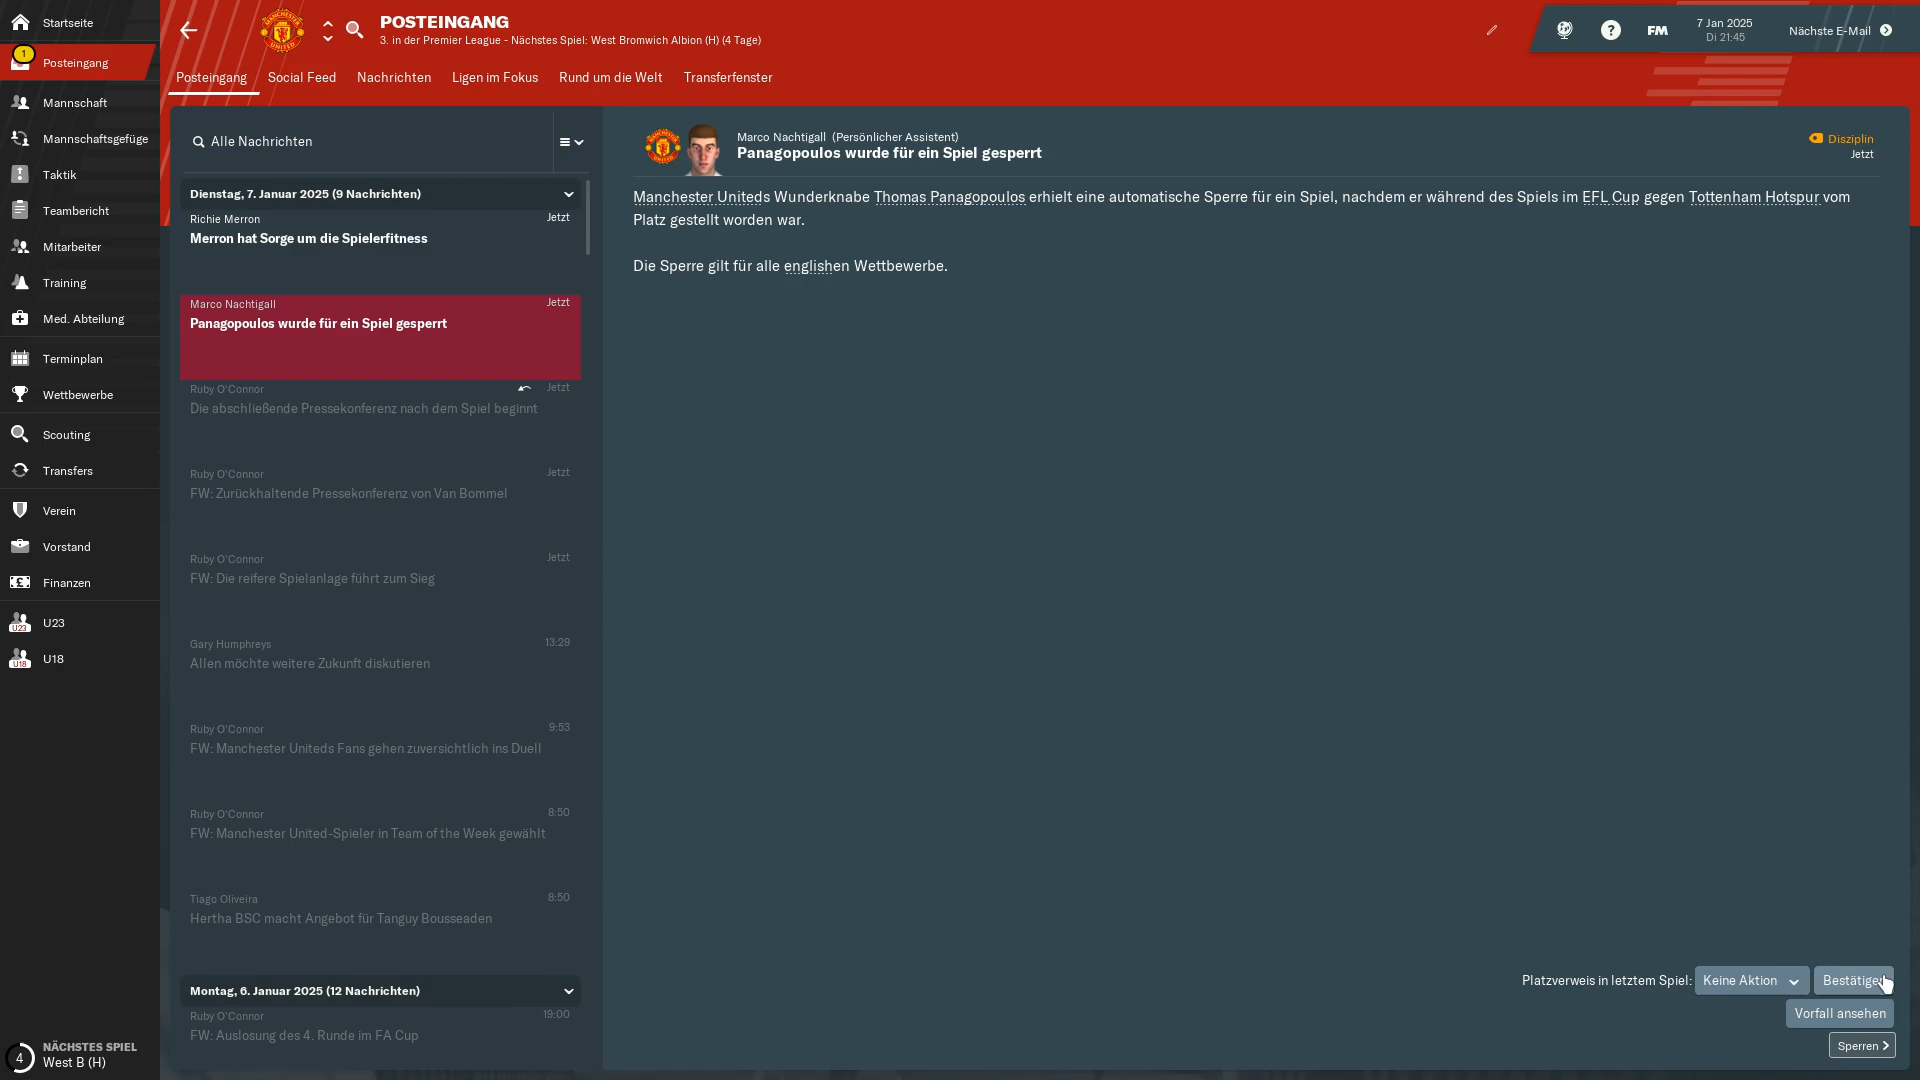 Startseite
1
Posteingang
Mannschaft
Mannschaftsgefüge
Taktik
Teambericht
Mitarbeiter
Training
Med. Abteilung
Terminplan
Wettbewerbe
Scouting
Transfers
Verein
Vorstand
Finanzen
U23
U23
U18
U18
4
NÄCHSTES SPIEL
West B (H)
POSTEINGANG
3. in der Premier League - Nächstes Spiel: West Bromwich Albion (H) (4 Tage)
?
FM
7 Jan 2025
Di 21:45
Nächste E-Mail
Posteingang
Social Feed
Nachrichten
Ligen im Fokus
Rund um die Welt
Transferfenster
Alle Nachrichten
Dienstag, 7. Januar 2025 (9 Nachrichten)
Richie Merron
Jetzt
Merron hat Sorge um die Spielerfitness
Marco Nachtigall
Jetzt
Panagopoulos wurde für ein Spiel gesperrt
Ruby O'Connor
Jetzt
Die abschließende Pressekonferenz nach dem Spiel beginnt
Ruby O'Connor
Jetzt
FW: Zurückhaltende Pressekonferenz von Van Bommel
Ruby O'Connor
Jetzt
FW: Die reifere Spielanlage führt zum Sieg
Gary Humphreys
13:29
Allen möchte weitere Zukunft diskutieren
Ruby O'Connor
9:53
FW: Manchester Uniteds Fans gehen zuversichtlich ins Duell
Ruby O'Connor
8:50
FW: Manchester United-Spieler in Team of the Week gewählt
Tiago Oliveira
8:50
Hertha BSC macht Angebot für Tanguy Bousseaden
Montag, 6. Januar 2025 (12 Nachrichten)
Ruby O'Connor
19:00
FW: Auslosung des 4. Runde im FA Cup
Marco Nachtigall (Persönlicher Assistent)
Panagopoulos wurde für ein Spiel gesperrt
Disziplin
Jetzt
Manchester Uniteds Wunderknabe Thomas Panagopoulos erhielt eine automatische Sperre für ein Spiel, nachdem er während des Spiels im EFL Cup gegen Tottenham Hotspur vom
Platz gestellt worden war.
Die Sperre gilt für alle englischen Wettbewerbe.
Platzverweis in letztem Spiel:
Keine Aktion
Vorfall ansehen
Sperren